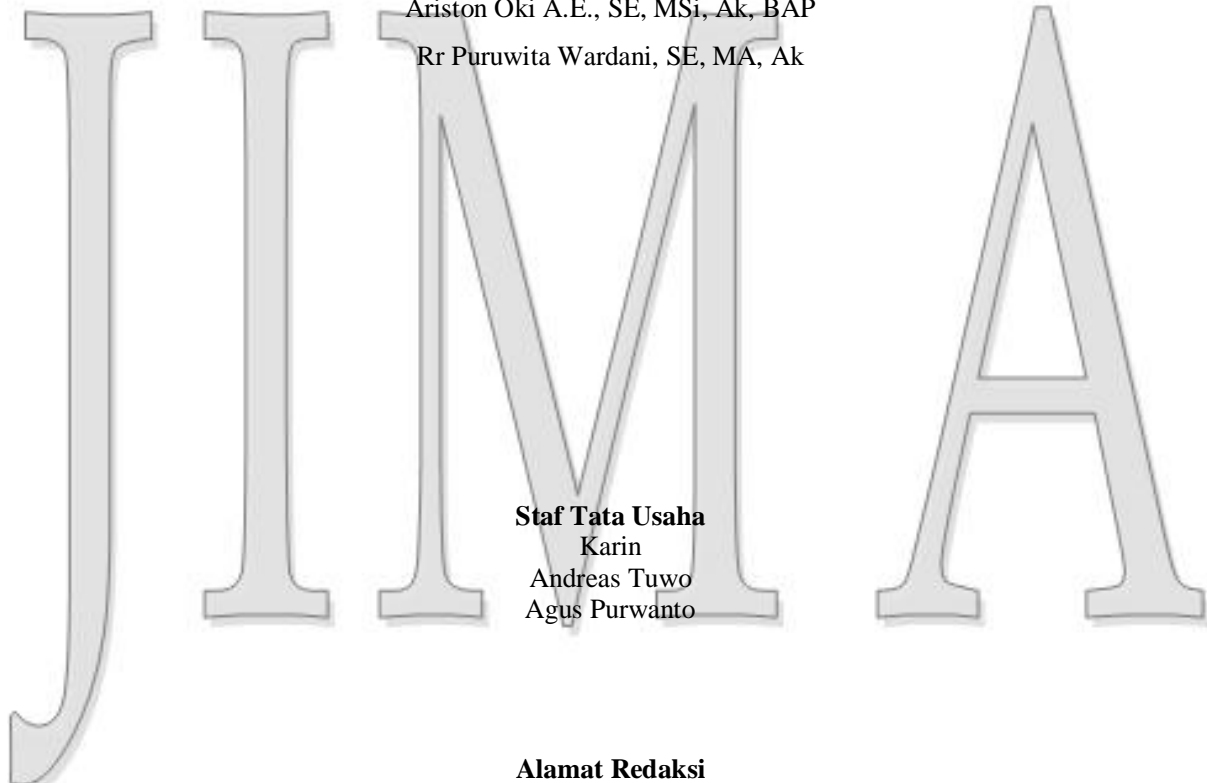 Ariston Oki A.E., SE, MSi, Ak, BAP
Rr Puruwita Wardani, SE, MA, Ak
JIMA
Staf Tata Usaha
Karin
Andreas Tuwo
Agus Purwanto
Alamat Redaksi